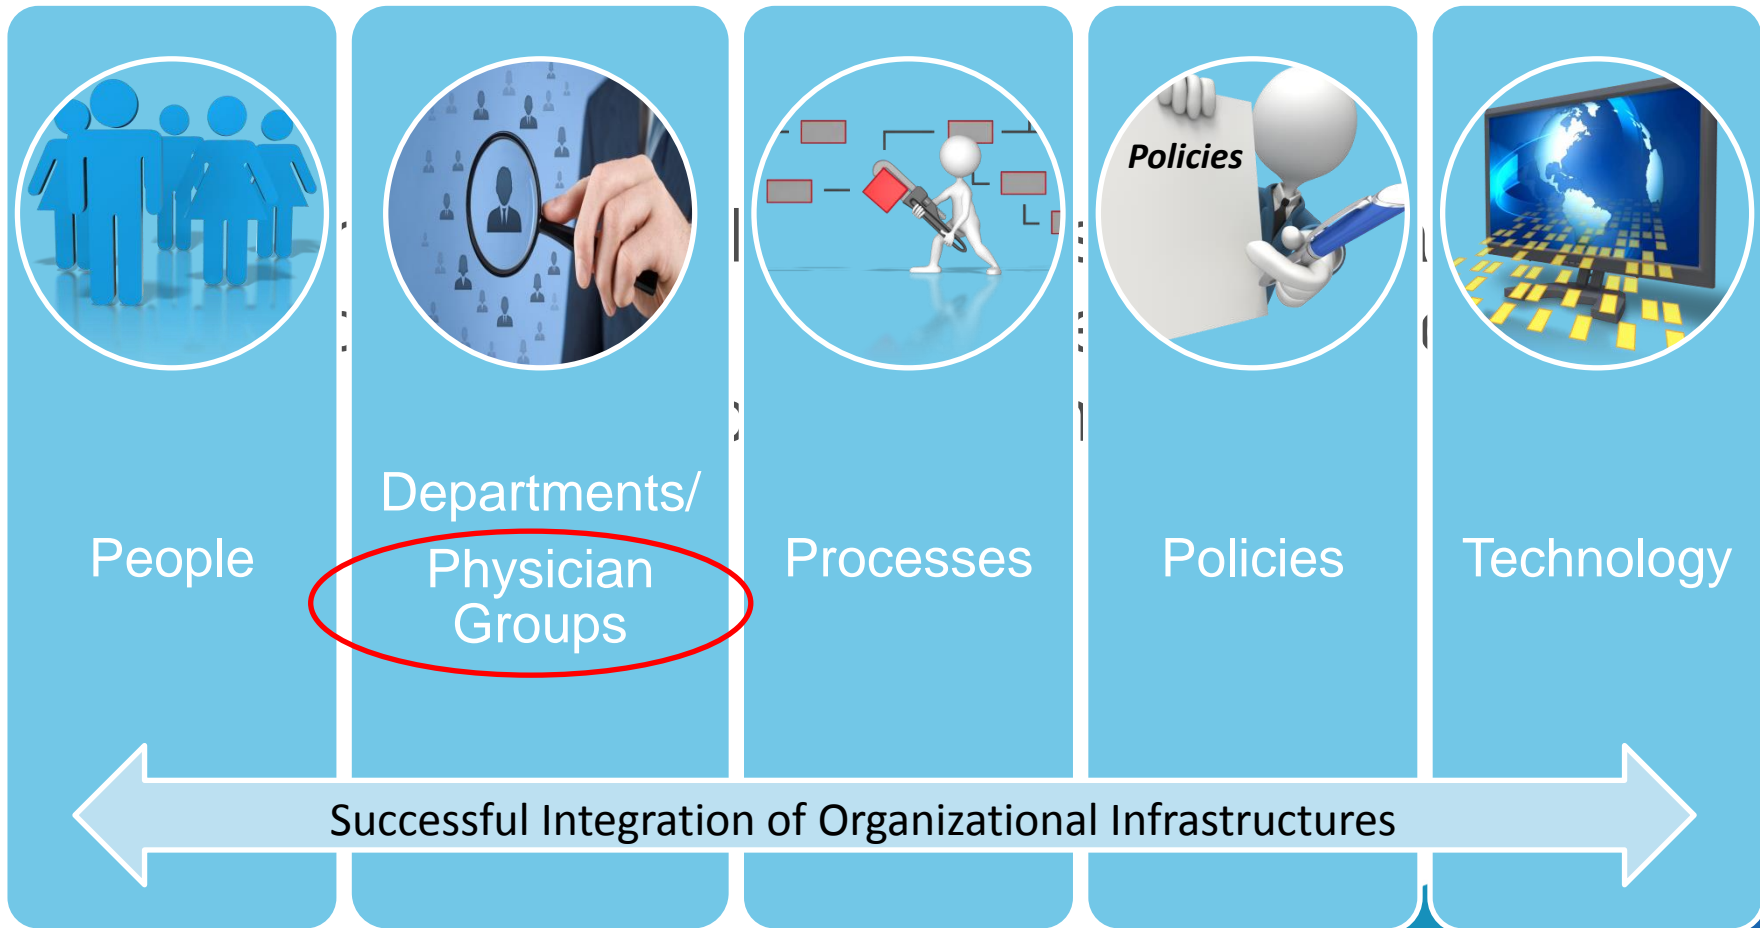 Policies
People
Departments/
Physician
Groups
Processes
Policies
Technology
Successful Integration of Organizational Infrastructures